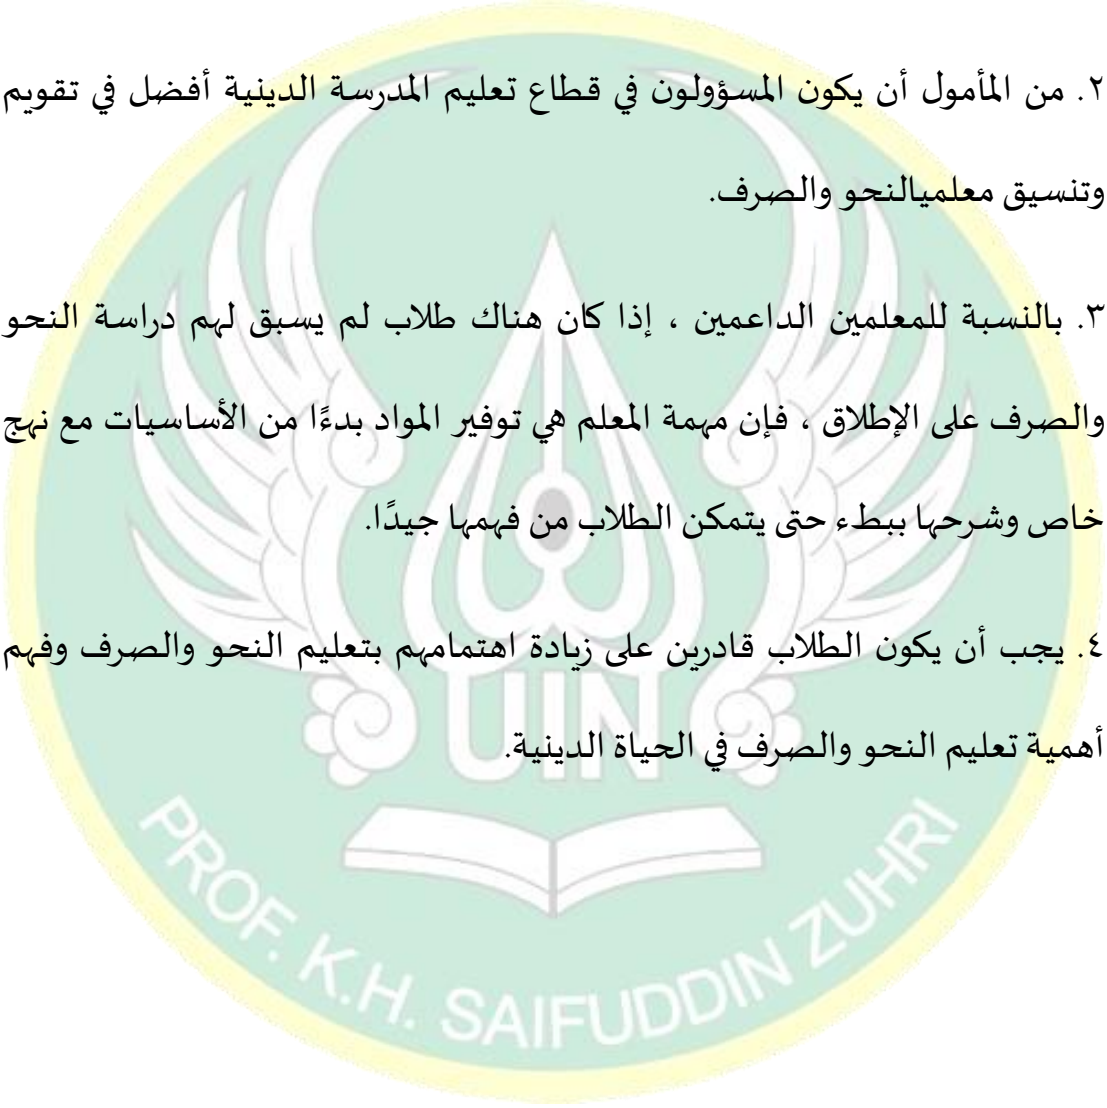 ٢. من المأمول أن يكون المسؤولون في قطاع تعليم المدرسة الدينية أفضل في تقويم
وتنسيق معلميالنحو والصرف.
٣. بالنسبة للمعلمين الداعمين ، إذا كان هناك طلاب لم يسبق لهم دراسة النحو
والصرف على الإطلاق ، فإن مهمة المعلم هي توفير المواد بدءًا من الأساسيات مع نهج
خاص وشرحها ببطء حتى يتمكن الطلاب من فهمها جيدًا.
٤. يجب أن يكون الطلاب قادرين على زيادة اهتمامهم بتعليم النحو والصرف وفهم
أهمية تعليم النحو والصرف في الحياة الدينية.
UIN
PROF. K.H. SAIFUDDIN ZUHRI